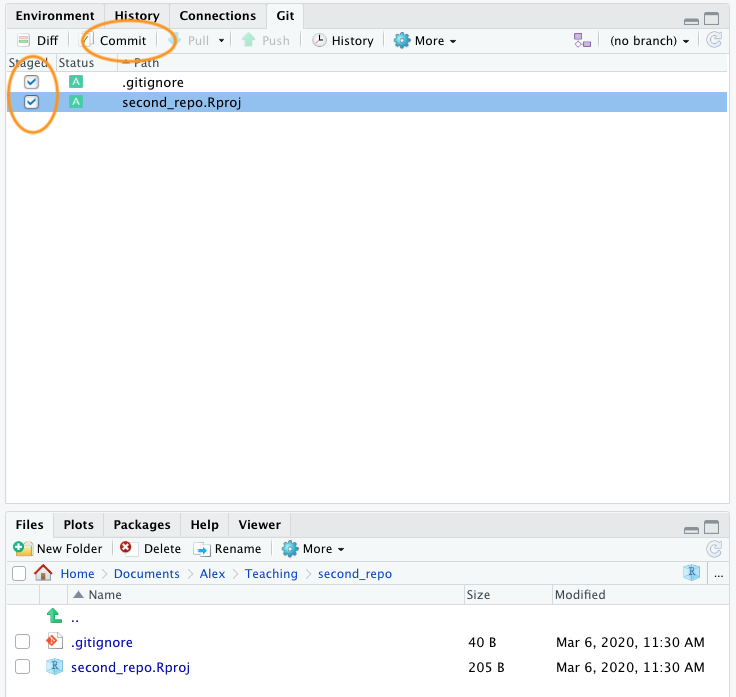 Environment History Connections Git
Diff Commit Pull Push History More (no branch)
Staged Status Path
A .gitignore
A second_repo.Rproj
Files Plots Packages Help Viewer
New Folder Delete Rename More
Home Documents Alex Teaching second_repo R ...
Name Size Modified
..
.gitignore 40 B Mar 6, 2020, 11:30 AM
R second_repo.Rproj 205 B Mar 6, 2020, 11:30 AM